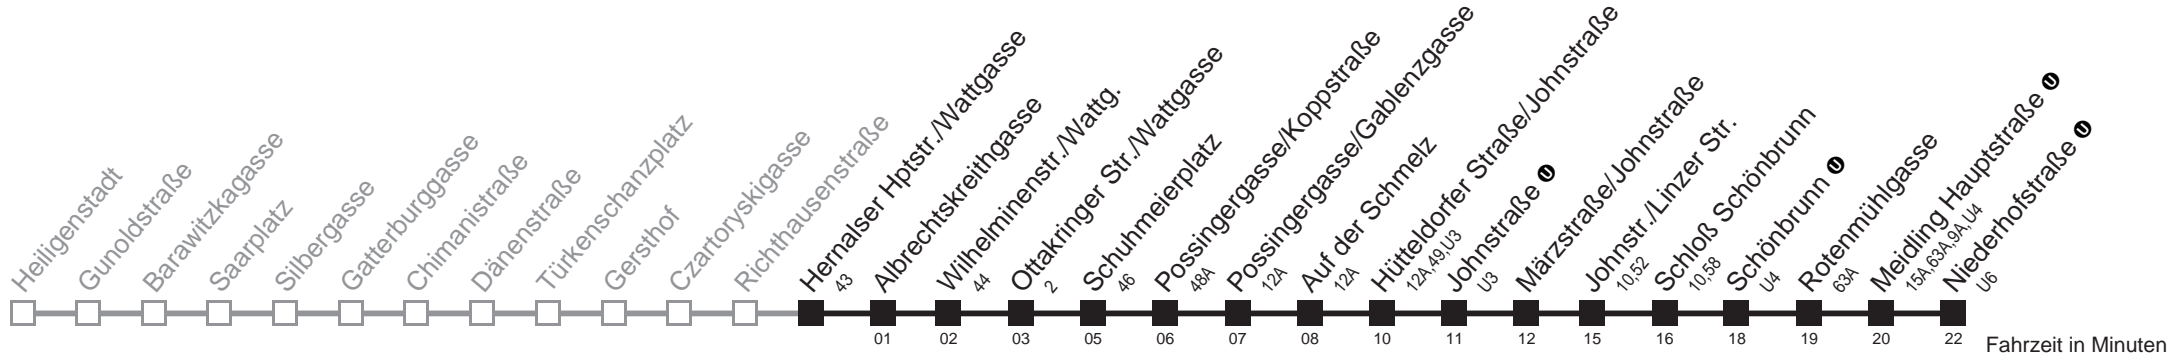 Heiligenstadt
Gunoldstraße
Barawitzkagasse
Saarplatz
Silbergasse
Gatterburggasse
Chimanistraße
Dänenstraße
Türkenschanzplatz
Gersthof
Czartoryskigasse
Richthausenstraße
Hernalser Hptstr./Wattgasse
43
Albrechtskreithgasse
Wilhelminenstr./Wattg.
44
Ottakringer Str./Wattgasse
2
Schuhmeierplatz
46
Possingergasse/Koppstraße
48A
Possingergasse/Gablenzgasse
12A
Auf der Schmelz
12A
Hütteldorfer Straße/Johnstraße
12A,49,U3
Johnstraße U
U3
Märzstraße/Johnstraße
Johnstr./Linzer Str.
10,52
Schloß Schönbrunn
10,58
Schönbrunn U
U4
Rotenmühlgasse
63A
Meidling Hauptstraße U
15A,63A,9A,U4
Niederhofstraße U
U6
01 02 03 05 06 07 08 10 11 12 15 16 18 19 20 22 Fahrzeit in Minuten